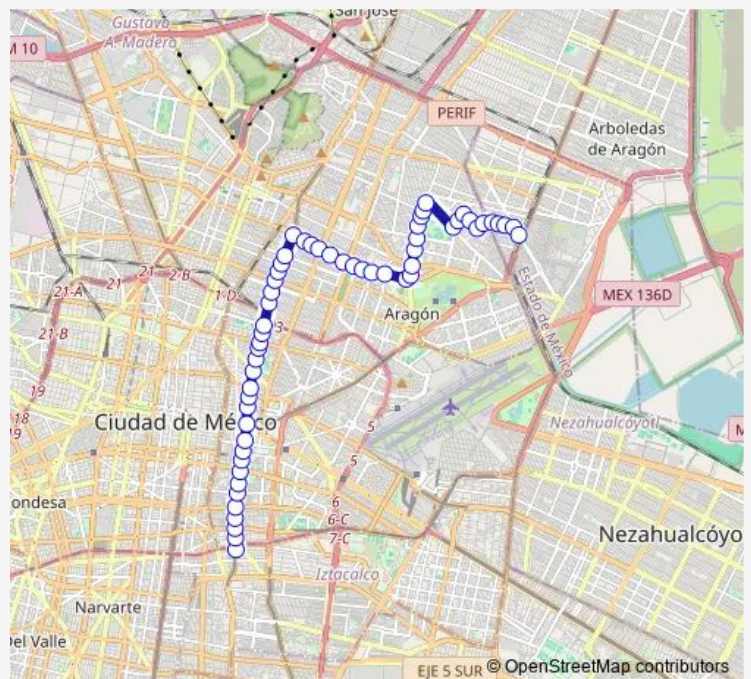 San José
Gustavo
A. Madero
M 10
PERIF
Arboledas
de Aragón
21
2-B
21-A
21
1-D
MEX 136D
Estado de México
Aragón
3
21-B
19
18
19
Ciudad de México
Nezahualcóyotl
M
5
5
ondesa
6
6-C
7-C
Nezahualcóyo
Iztacalco
Narvarte
Del Valle
EJE 5 SUR
© OpenStreetMap contributors